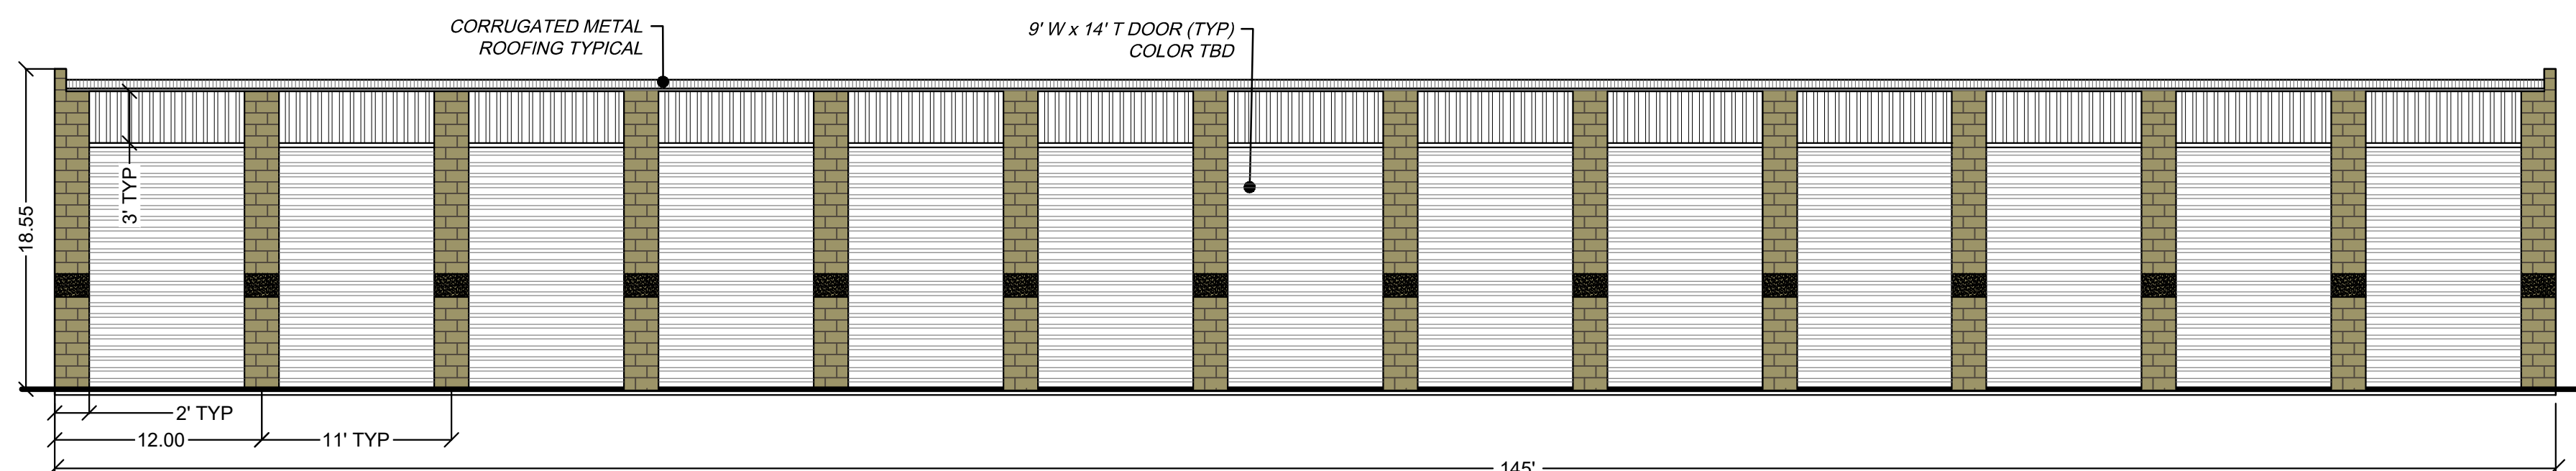 CORRUGATED METAL
ROOFING TYPICAL
9' W x 14' T DOOR (TYP)
COLOR TBD
3' TYP
18.55
2' TYP
12.00
11' TYP
145'